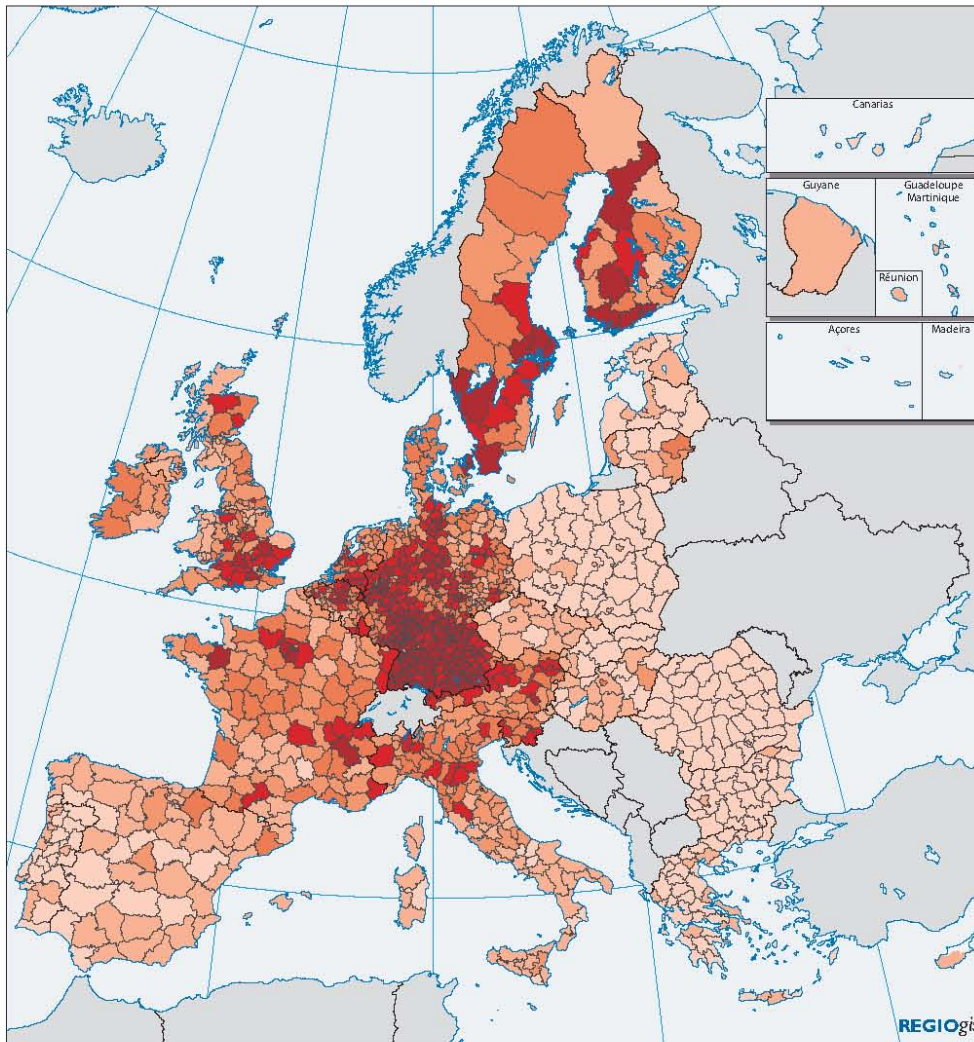 Canarias
Guyane
Guadeloupe
Martinique
Réunion
Açores
Madeira
REGIOgis